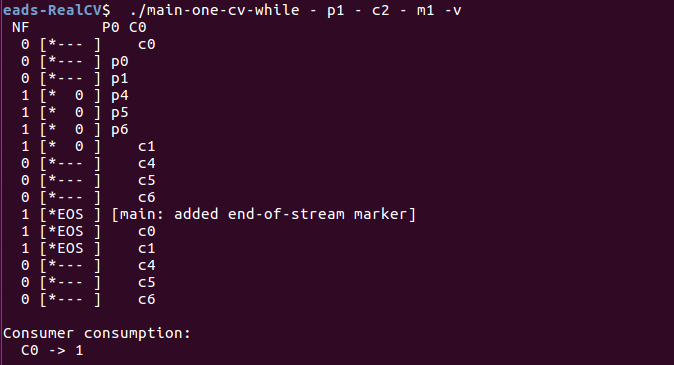 eads-RealCV$  ./main-one-cv-while - p1 - c2 - m1 -v
 NF        P0 C0
  0 [*--- ]    c0
  0 [*--- ] p0
  0 [*--- ] p1
  1 [*  0 ] p4
  1 [*  0 ] p5
  1 [*  0 ] p6
  1 [*  0 ]    c1
  0 [*--- ]    c4
  0 [*--- ]    c5
  0 [*--- ]    c6
  1 [*EOS ] [main: added end-of-stream marker]
  1 [*EOS ]    c0
  1 [*EOS ]    c1
  0 [*--- ]    c4
  0 [*--- ]    c5
  0 [*--- ]    c6

Consumer consumption:
  C0 -> 1